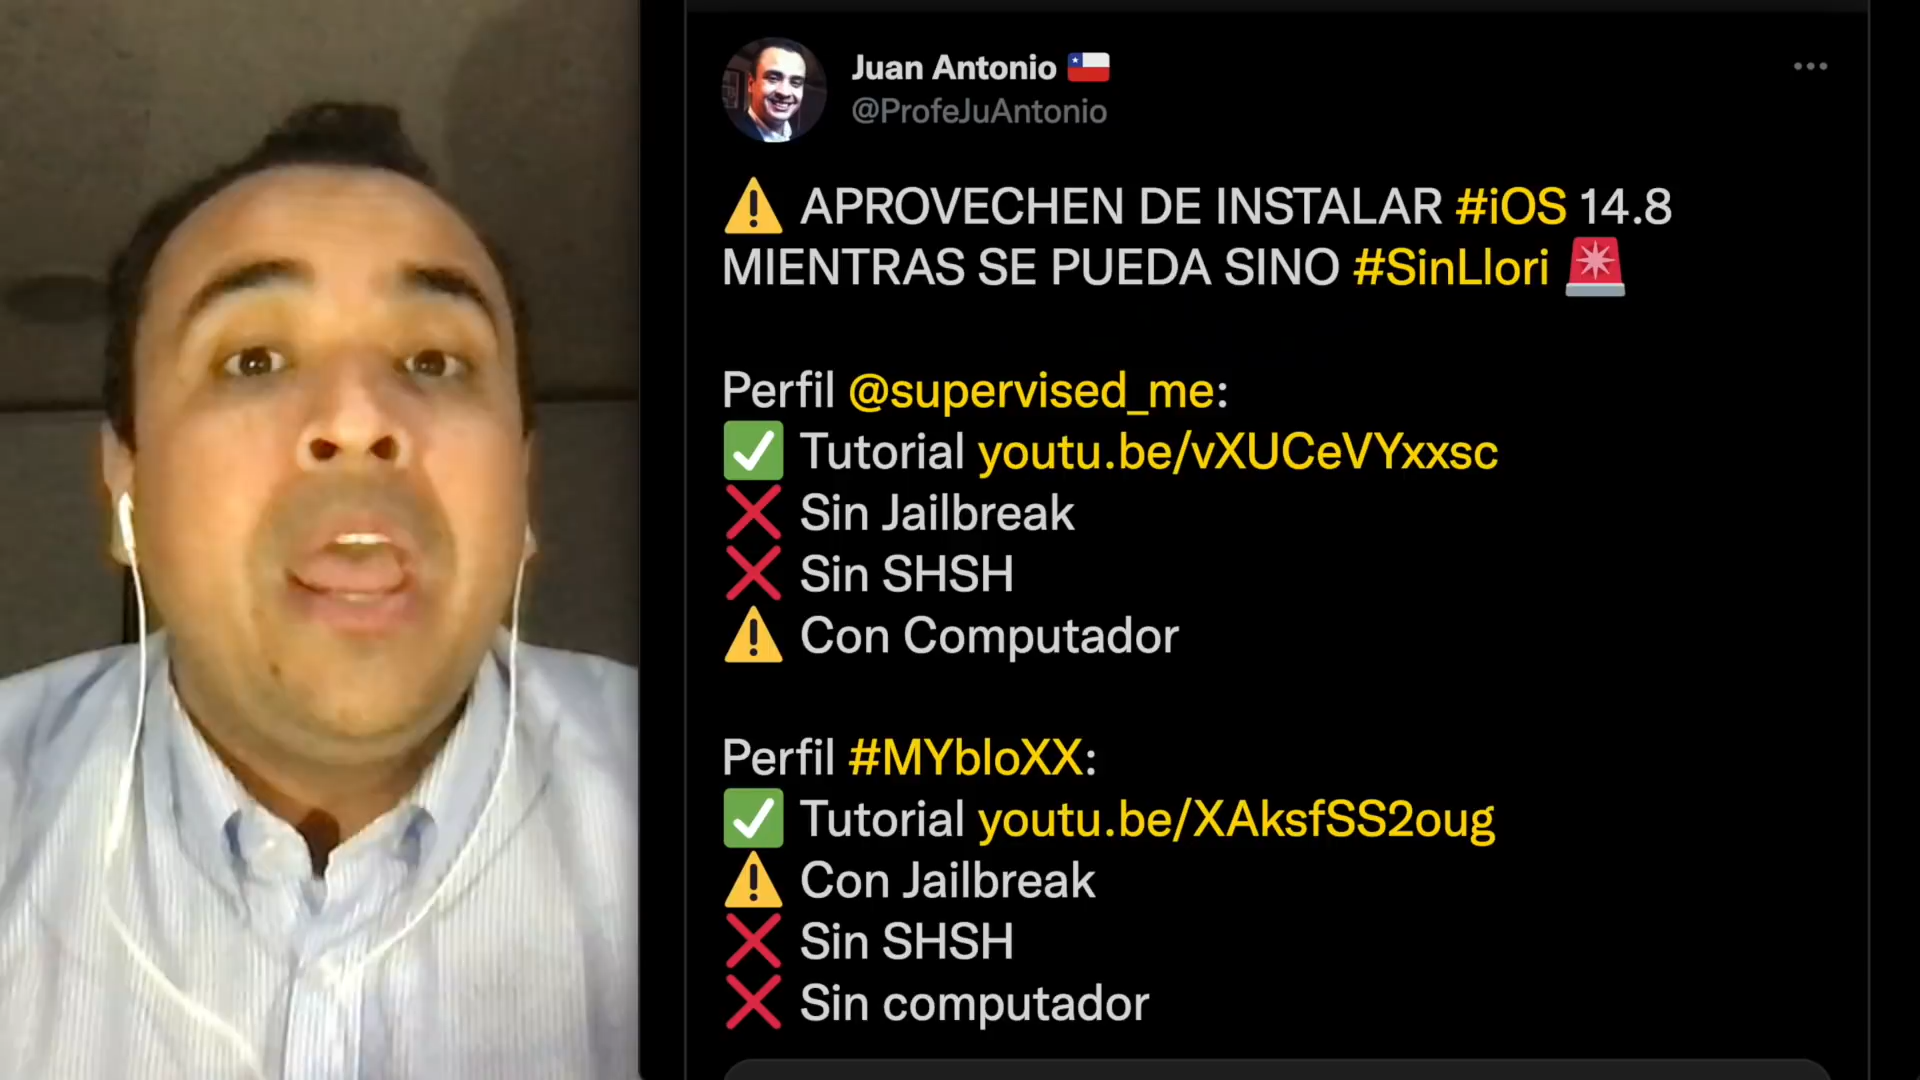 Juan Antonio 🇨🇱
@ProfeJuAntonio
⚠️ APROVECHEN DE INSTALAR #iOS 14.8
MIENTRAS SE PUEDA SINO #SinLlori 🚨
Perfil @supervised_me:
✅ Tutorial youtu.be/vXUCeVYxxsc
❌ Sin Jailbreak
❌ Sin SHSH
⚠️ Con Computador
Perfil #MYbloXX:
✅ Tutorial youtu.be/XAksfSS2oug
⚠️ Con Jailbreak
❌ Sin SHSH
❌ Sin computador